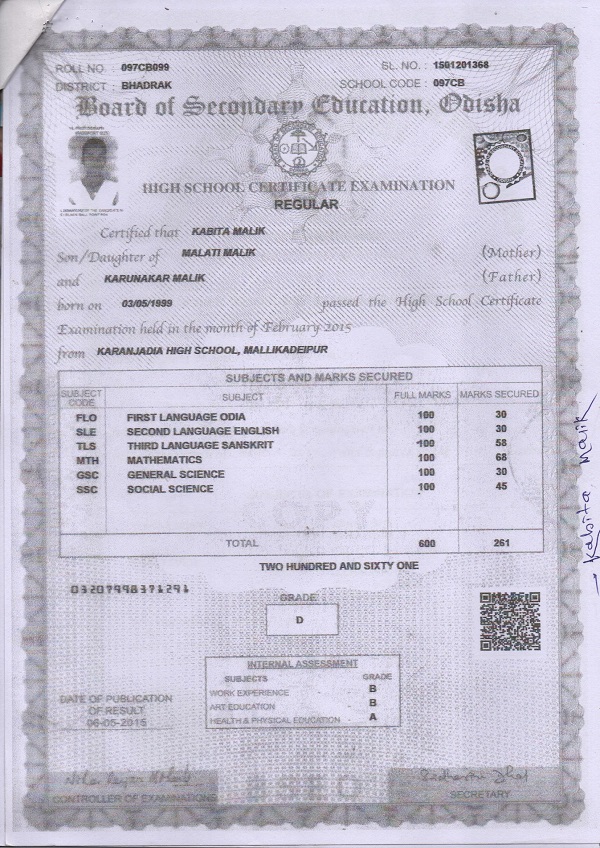 ROLL NO : 097CB099 SL. NO. : 1501201368
DISTRICT : BHADRAK SCHOOL CODE : 097CB
Board of Secondary Education, Odisha
HIGH SCHOOL CERTIFICATE EXAMINATION
REGULAR
Certified that KABITA MALIK
Son/Daughter of MALATI MALIK (Mother)
and KARUNAKAR MALIK (Father)
born on 03/05/1999 passed the High School Certificate
Examination held in the month of February 2015
from KARANJADIA HIGH SCHOOL, MALLIKADEIPUR
SUBJECTS AND MARKS SECURED
SUBJECT CODE SUBJECT FULL MARKS MARKS SECURED
FLO FIRST LANGUAGE ODIA 100 30
SLE SECOND LANGUAGE ENGLISH 100 30
TLS THIRD LANGUAGE SANSKRIT 100 58
MTH MATHEMATICS 100 68
GSC GENERAL SCIENCE 100 30
SSC SOCIAL SCIENCE 100 45
COPY
TOTAL 600 261
TWO HUNDRED AND SIXTY ONE
03207998371291
GRADE
D
INTERNAL ASSESSMENT
SUBJECTS GRADE
WORK EXPERIENCE B
ART EDUCATION B
HEALTH & PHYSICAL EDUCATION A
DATE OF PUBLICATION
OF RESULT
06-05-2015
CONTROLLER OF EXAMINATIONS
SECRETARY
Kabita Malik